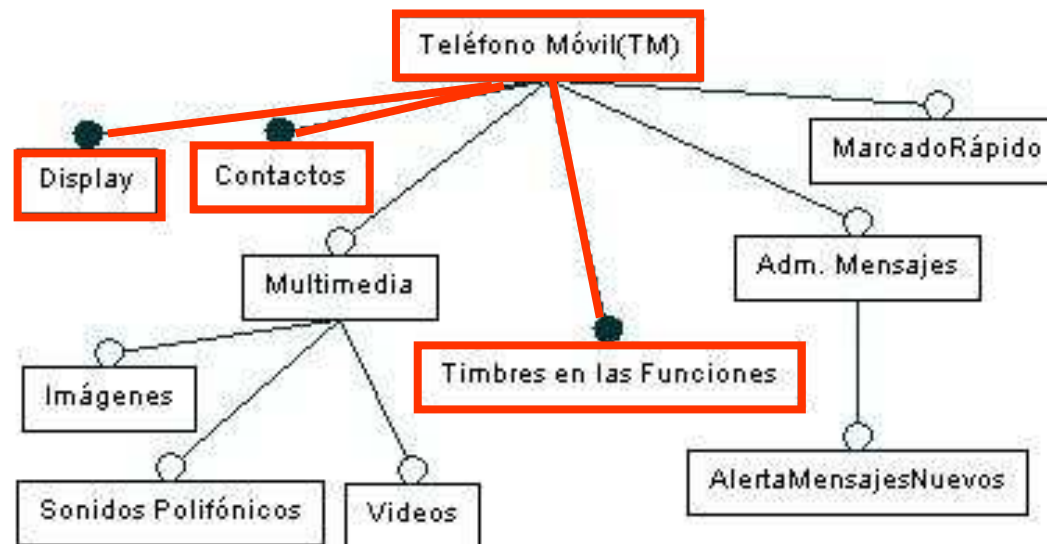 Teléfono Móvil(TM)
MarcadoRápido
Display
Contactos
Multimedia
Adm. Mensajes
Timbres en las Funciones
Imágenes
AlertaMensajesNuevos
Sonidos Polifónicos
Videos